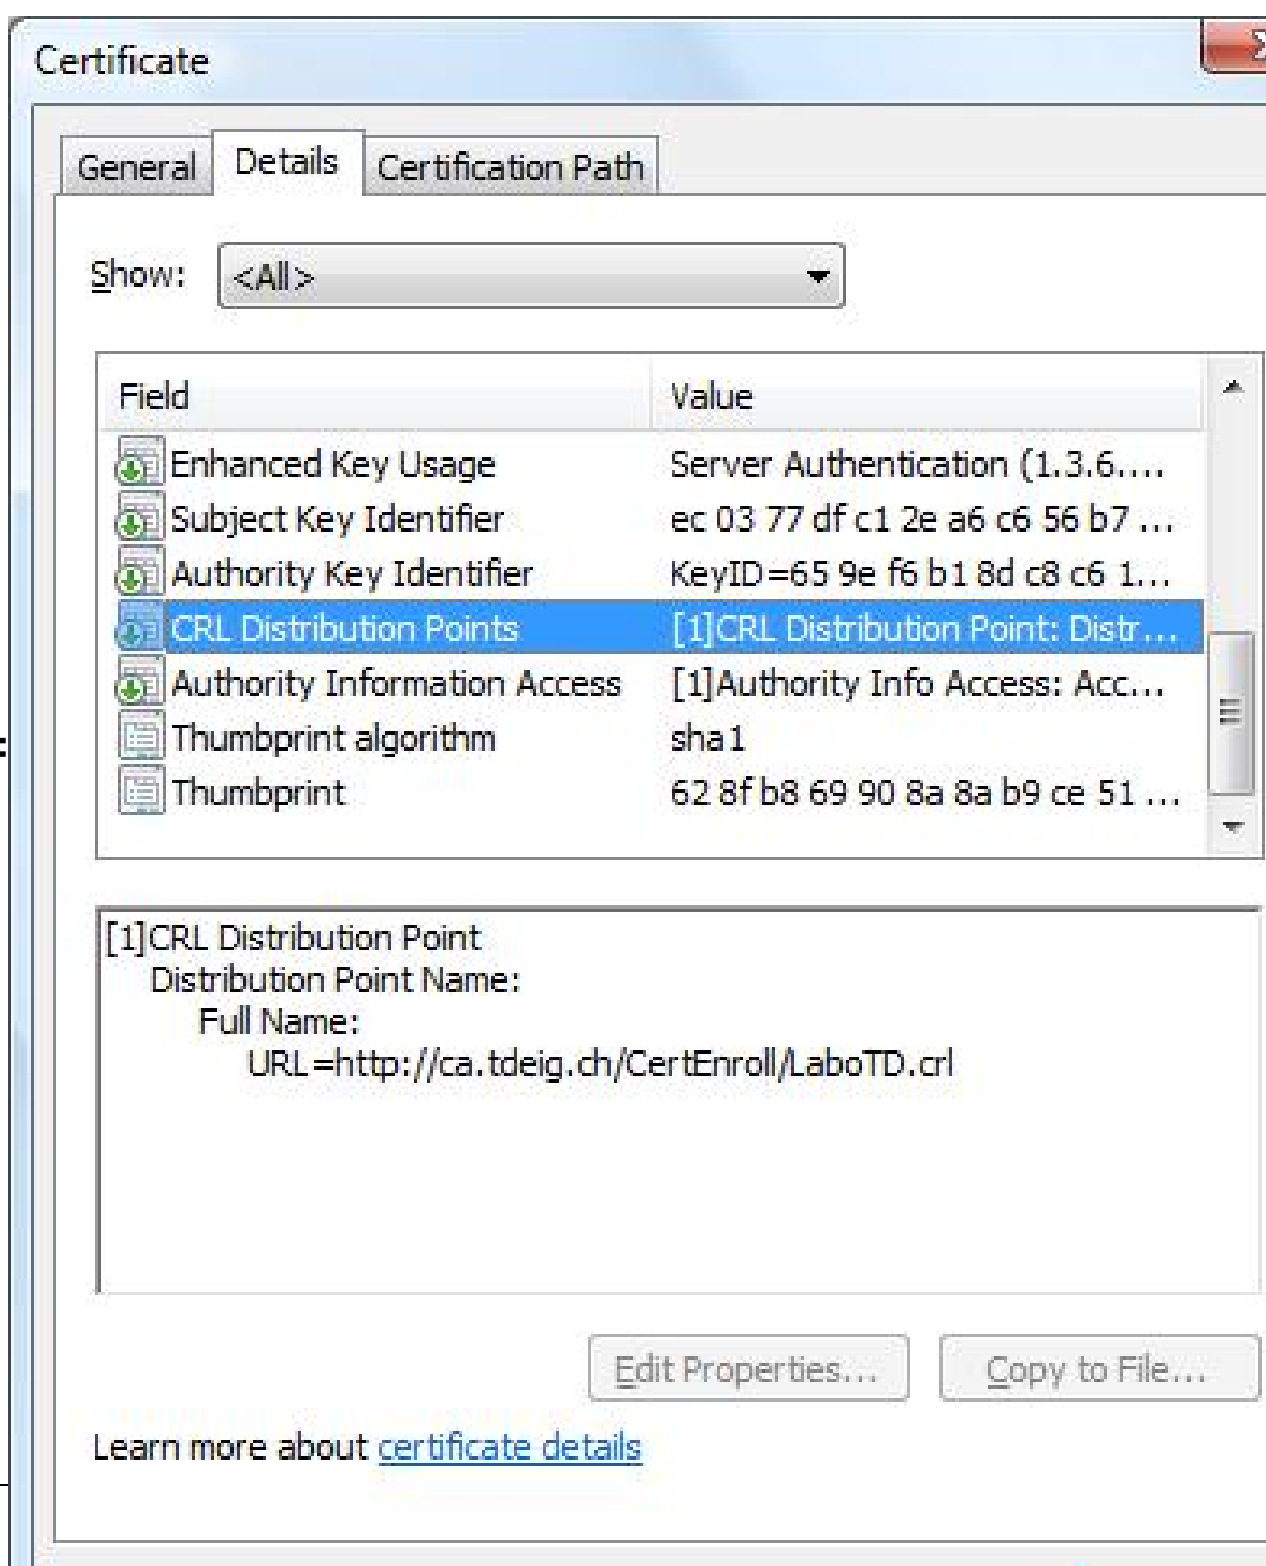 Certificate
General Details Certification Path
Show: <All>
Field Value
Enhanced Key Usage Server Authentication (1.3.6....
Subject Key Identifier ec 03 77 df c1 2e a6 c6 56 b7 ...
Authority Key Identifier KeyID=65 9e f6 b1 8d c8 c6 1...
CRL Distribution Points [1]CRL Distribution Point: Distr...
Authority Information Access [1]Authority Info Access: Acc...
Thumbprint algorithm sha1
:
Thumbprint 62 8f b8 69 90 8a 8a b9 ce 51 ...
[1]CRL Distribution Point
Distribution Point Name:
Full Name:
URL=http://ca.tdeig.ch/CertEnroll/LaboTD.crl
Edit Properties... Copy to File...
Learn more about certificate details